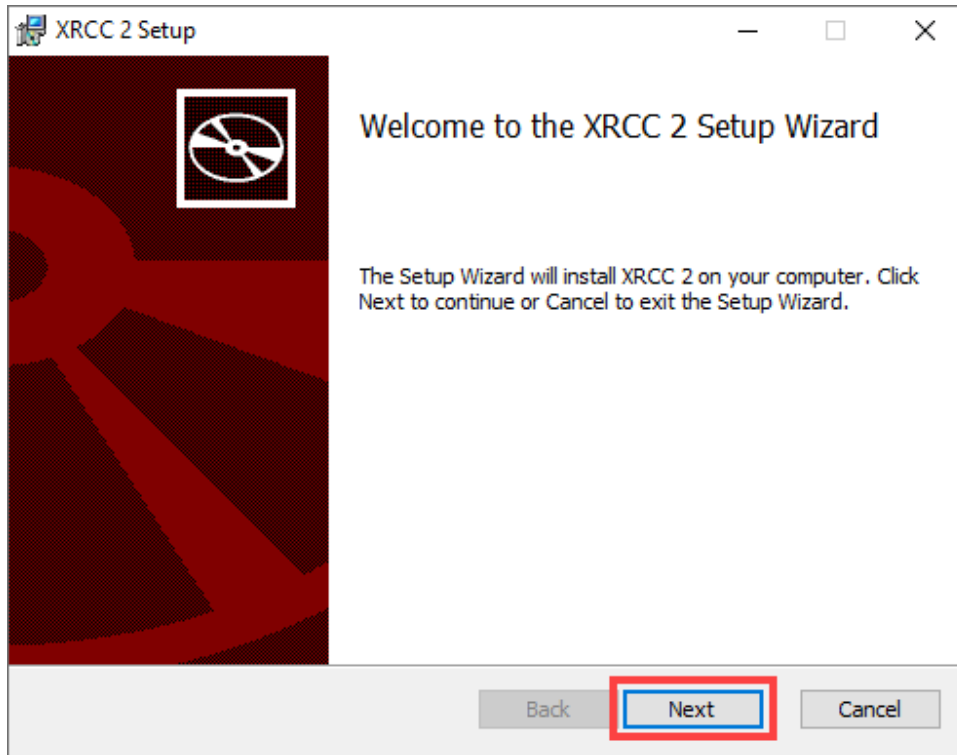 XRCC 2 Setup
Welcome to the XRCC 2 Setup Wizard
The Setup Wizard will install XRCC 2 on your computer. Click
Next to continue or Cancel to exit the Setup Wizard.
Back
Next
Cancel